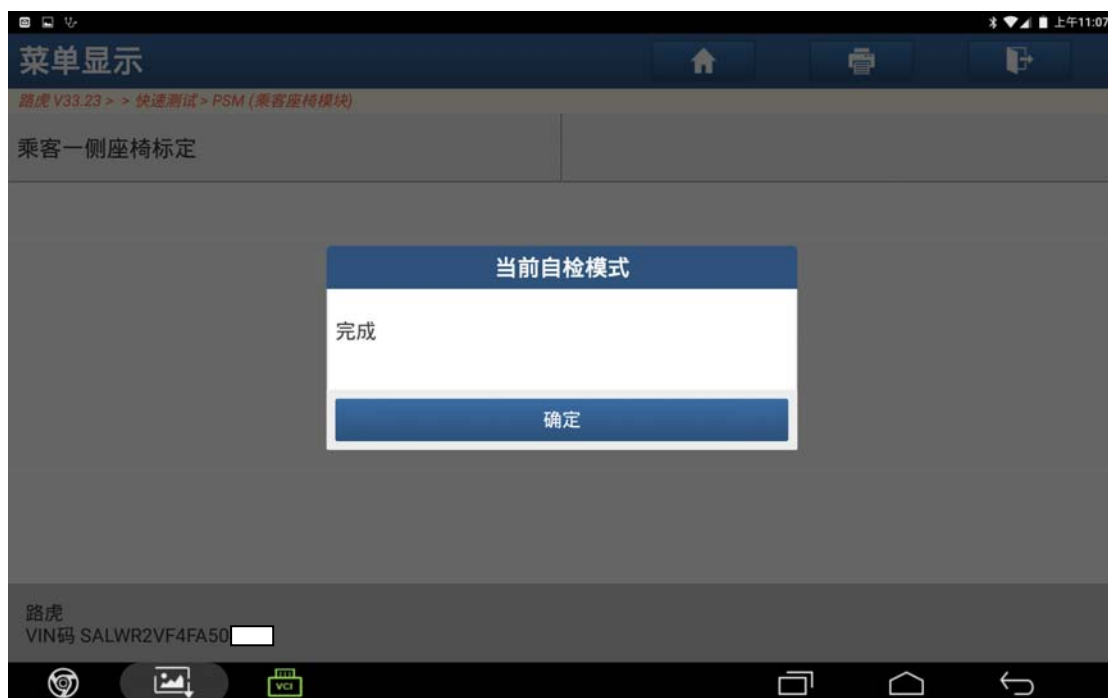 上午11:07
菜单显示
路虎 V33.23 > > 快速测试 > PSM (乘客座椅模块)
乘客一侧座椅标定
当前自检模式
完成
确定
路虎
VIN码 SALWR2VF4FA50
VCI